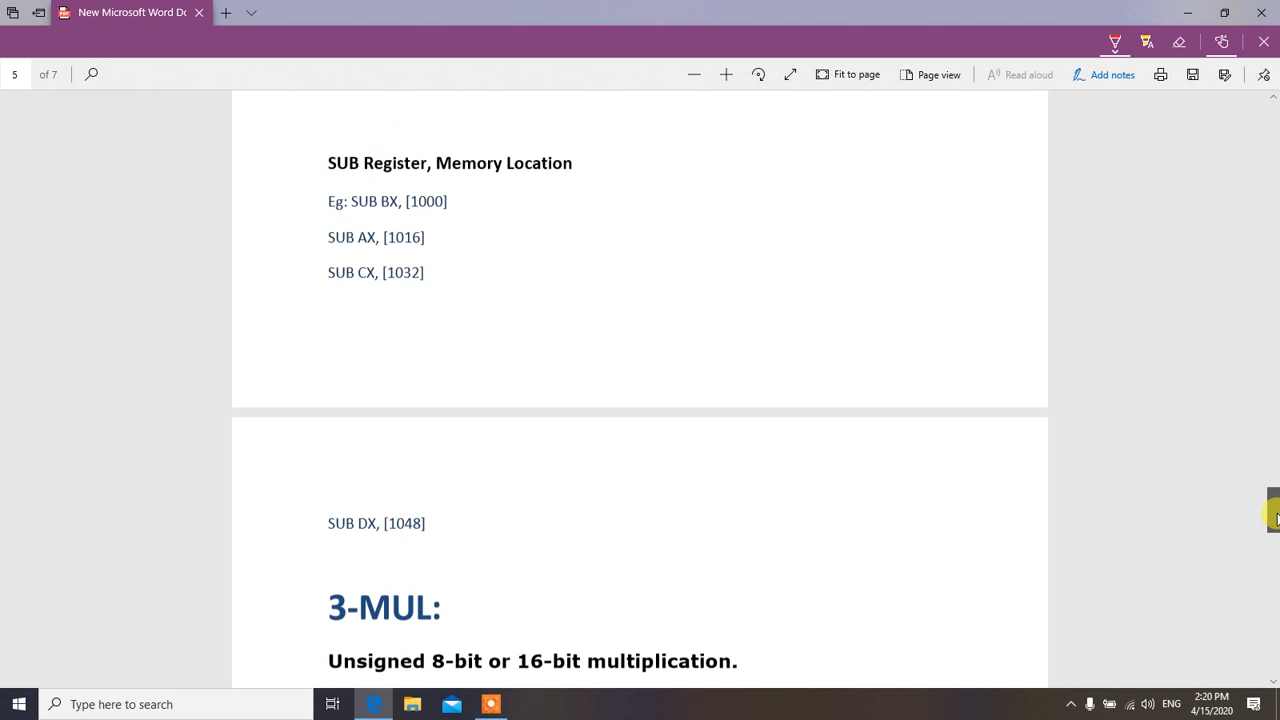 New Microsoft Word Do
5 of 7
Fit to page
Page view
Read aloud
Add notes
SUB Register, Memory Location
Eg: SUB BX, [1000]
SUB AX, [1016]
SUB CX, [1032]
SUB DX, [1048]
3-MUL:
Unsigned 8-bit or 16-bit multiplication.
Type here to search
ENG
2:20 PM
4/15/2020